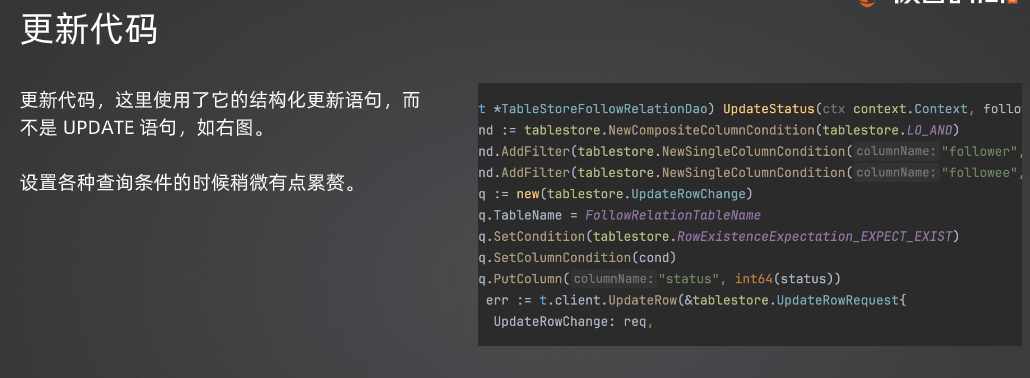 更新代码
更新代码，这里使用了它的结构化更新语句，而
不是 UPDATE 语句，如右图。
设置各种查询条件的时候稍微有点累赘。
t *TableStoreFollowRelationDao) UpdateStatus(ctx context.Context, follo
nd := tablestore.NewCompositeColumnCondition(tablestore.LO_AND)
nd.AddFilter(tablestore.NewSingleColumnCondition( columnName: "follower",
nd.AddFilter(tablestore.NewSingleColumnCondition( columnName: "followee",
q := new(tablestore.UpdateRowChange)
q.TableName = FollowRelationTableName
q.SetCondition(tablestore.RowExistenceExpectation_EXPECT_EXIST)
q.SetColumnCondition(cond)
q.PutColumn( columnName: "status", int64(status))
err := t.client.UpdateRow(&tablestore.UpdateRowRequest{
UpdateRowChange: req,